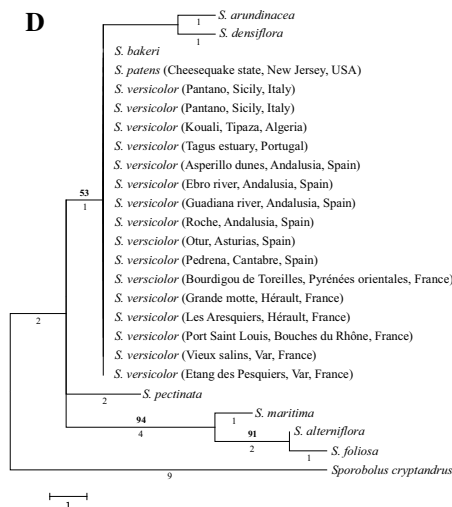 D
S. arundinacea
1
S. densiflora
1
S. bakeri
S. patens (Cheesequake state, New Jersey, USA)
S. versicolor (Pantano, Sicily, Italy)
S. versicolor (Pantano, Sicily, Italy)
S. versicolor (Kouali, Tipaza, Algeria)
S. versicolor (Tagus estuary, Portugal)
S. versicolor (Asperillo dunes, Andalusia, Spain)
S. versicolor (Ebro river, Andalusia, Spain)
53
S. versicolor (Guadiana river, Andalusia, Spain)
1
S. versicolor (Roche, Andalusia, Spain)
S. versciolor (Otur, Asturias, Spain)
S. versicolor (Pedrena, Cantabre, Spain)
S. versciolor (Bourdigou de Toreilles, Pyrénées orientales, France)
S. versicolor (Grande motte, Hérault, France)
2
S. versicolor (Les Aresquiers, Hérault, France)
S. versicolor (Port Saint Louis, Bouches du Rhône, France)
S. versicolor (Vieux salins, Var, France)
S. versicolor (Etang des Pesquiers, Var, France)
S. pectinata
2
S. maritima
94
1
4
S. alterniflora
91
2
S. foliosa
1
Sporobolus cryptandrus
9
1